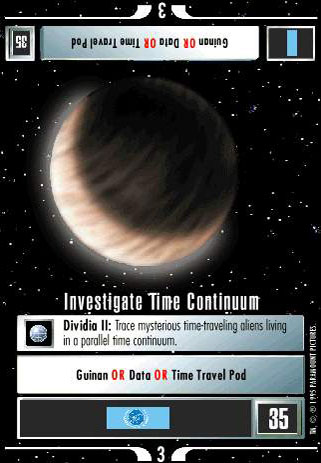 3
Guinan OR Data OR Time Travel Pod
35
Investigate Time Continuum
Dividia II: Trace mysterious time-traveling aliens living
in a parallel time continuum.
Guinan OR Data OR Time Travel Pod
35
3
TM, ©, ® 1995 PARAMOUNT PICTURES.